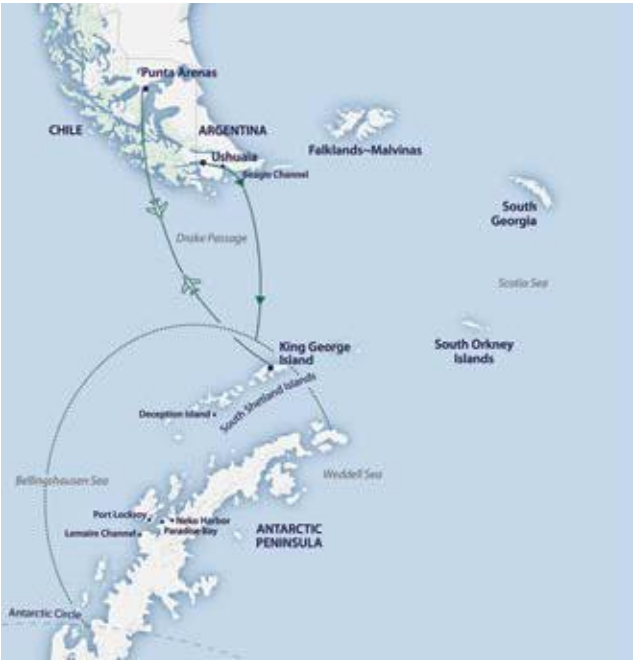 Punta Arenas
CHILE
ARGENTINA
Falklands–Malvinas
Ushuaia
Beagle Channel
South
Georgia
Drake Passage
Scotia Sea
King George
Island
South Orkney
Islands
South Shetland Islands
Deception Island
Weddell Sea
Bellingshausen Sea
Port Lockroy
Neko Harbor
Lemaire Channel
Paradise Bay
ANTARCTIC
PENINSULA
Antarctic Circle